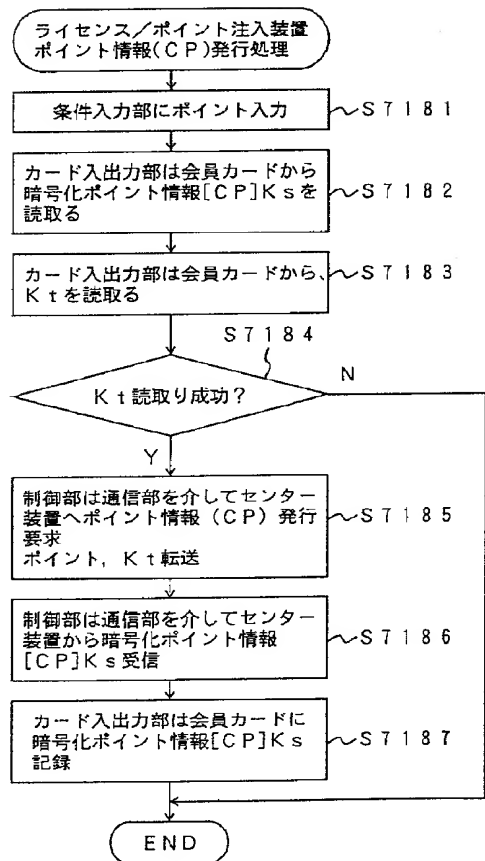 ライセンス／ポイント注入装置
ポイント情報(CP)発行処理
条件入力部にポイント入力
S7181
カード入出力部は会員カードから
暗号化ポイント情報[CP]Ksを
読取る
S7182
カード入出力部は会員カードから、
Ktを読取る
S7183
S7184
Kt読取り成功？
N
Y
制御部は通信部を介してセンター
装置へポイント情報（CP）発行
要求
ポイント，Kt転送
S7185
制御部は通信部を介してセンター
装置から暗号化ポイント情報
[CP]Ks受信
S7186
カード入出力部は会員カードに
暗号化ポイント情報[CP]Ks
記録
S7187
END